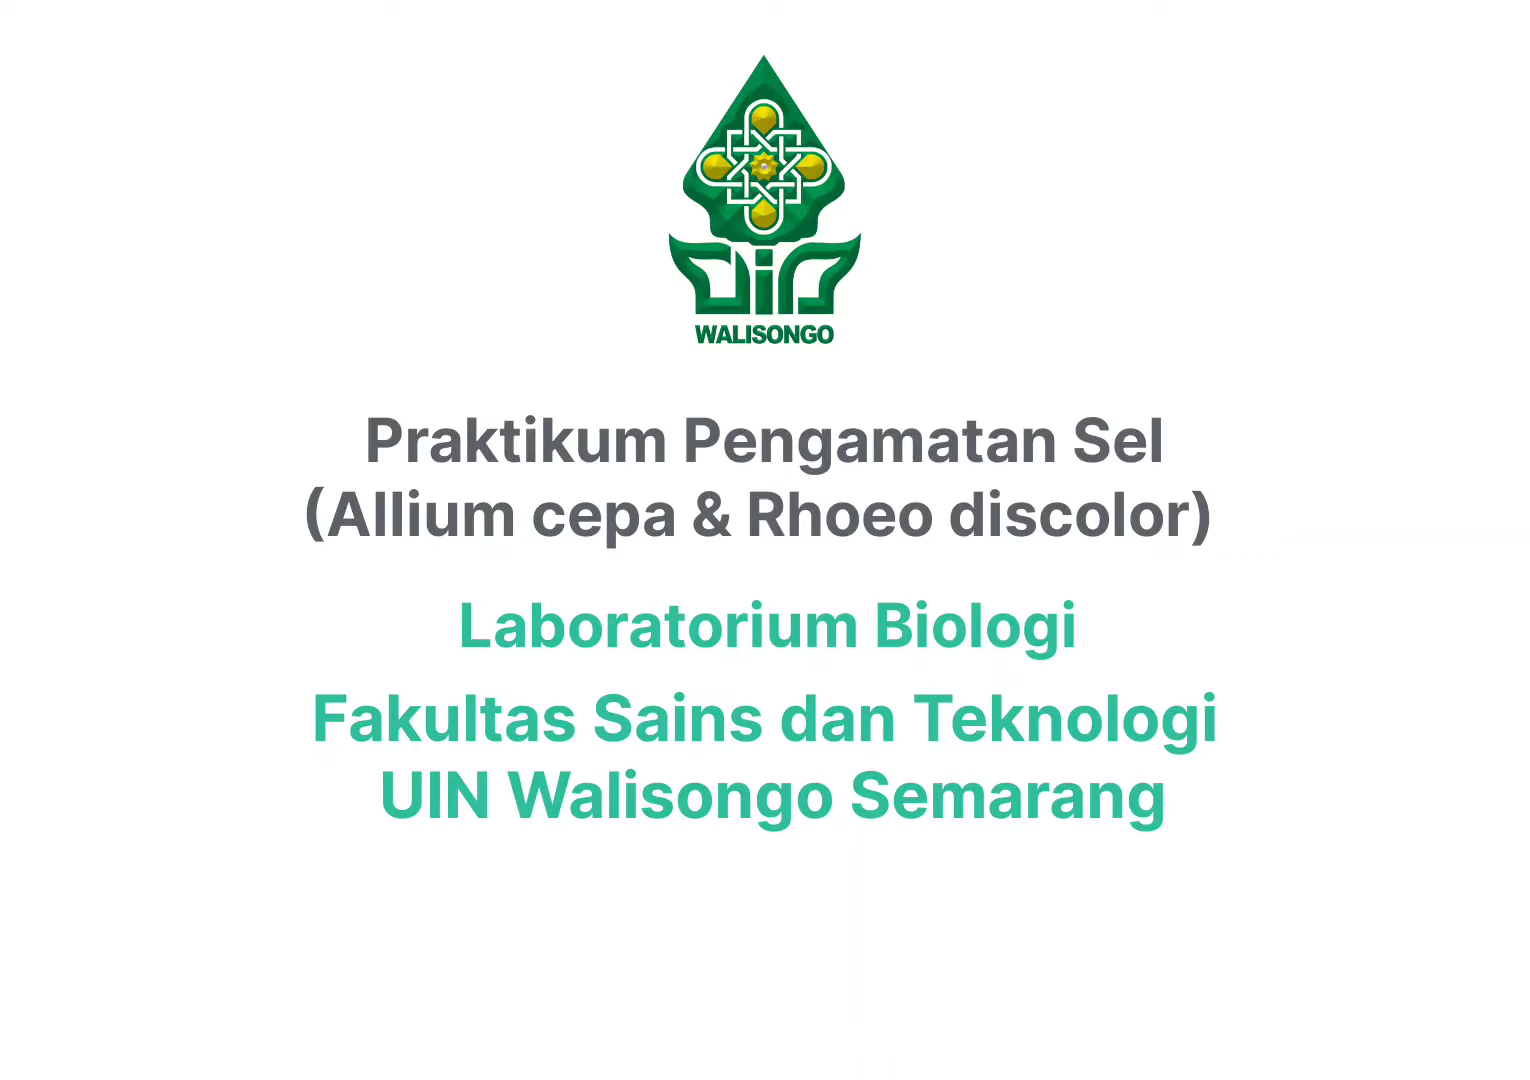 WALISONGO
Praktikum Pengamatan Sel
(Allium cepa & Rhoeo discolor)
Laboratorium Biologi
Fakultas Sains dan Teknologi
UIN Walisongo Semarang